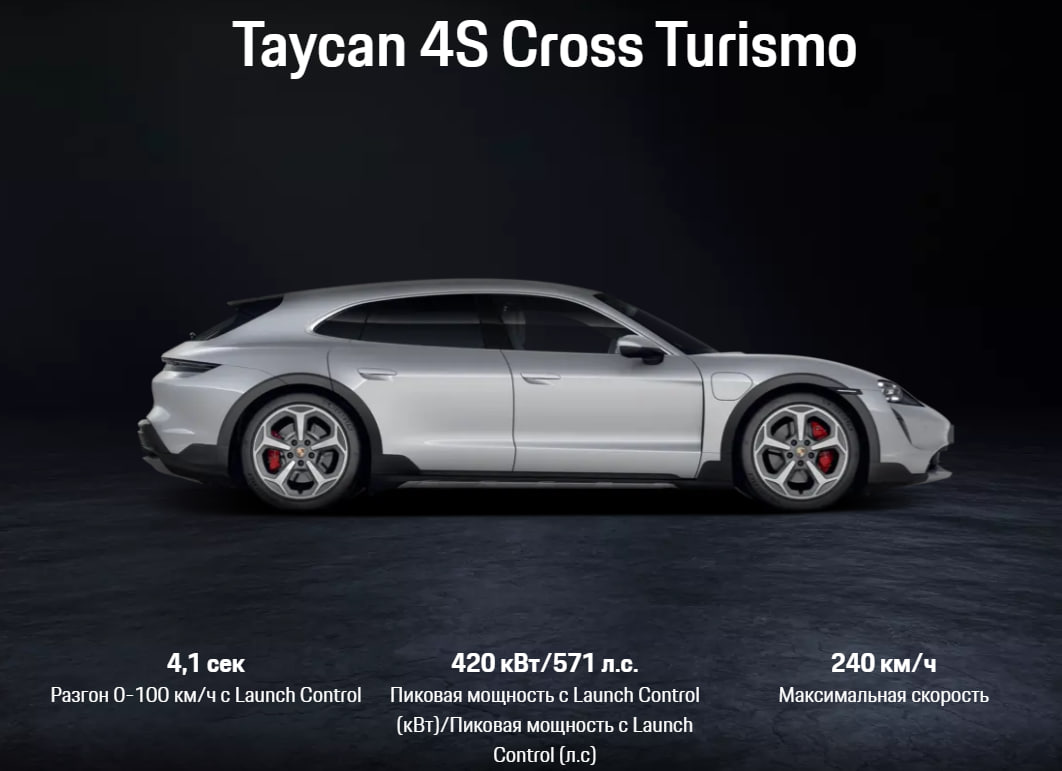 Taycan 4S Cross Turismo
4,1 сек
Разгон 0-100 км/ч с Launch Control
420 кВт/571 л.с.
Пиковая мощность с Launch Control
(кВт)/Пиковая мощность с Launch
Control (л.с)
240 км/ч
Максимальная скорость